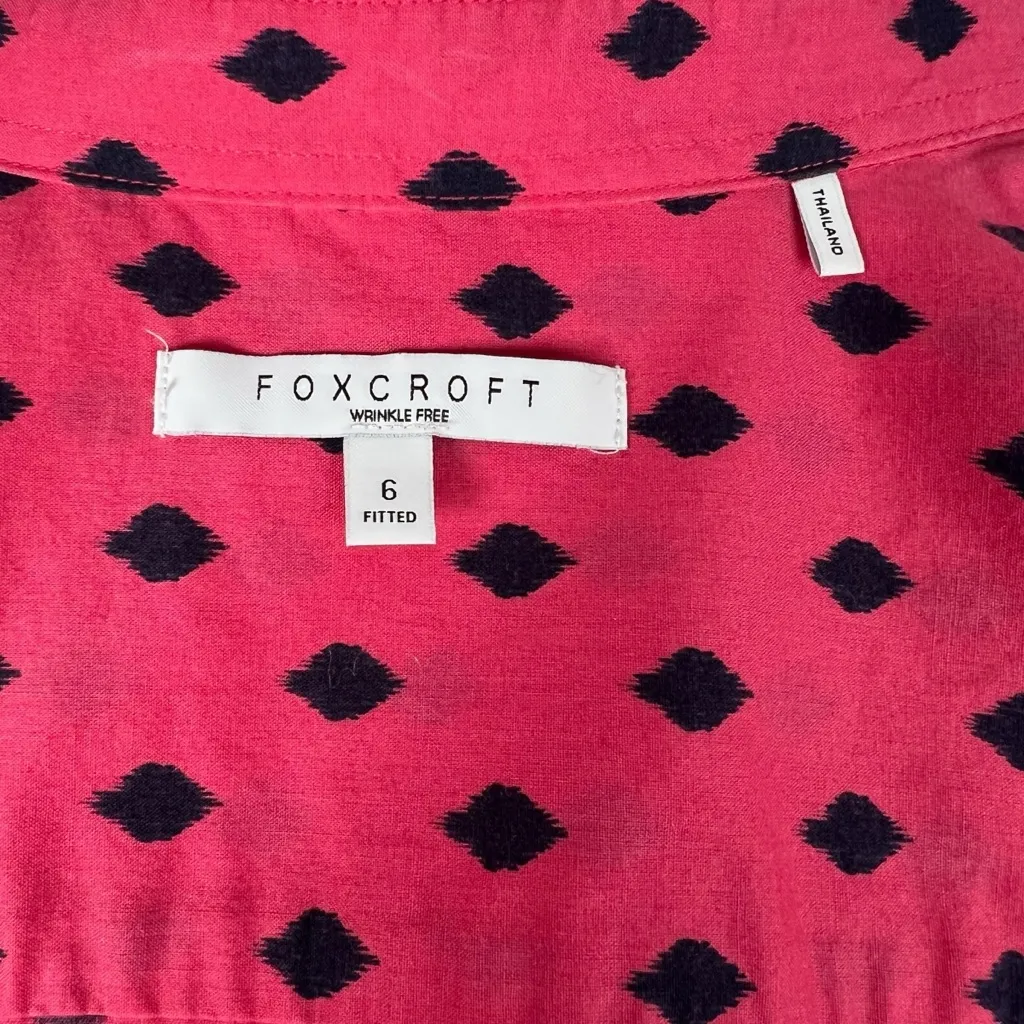 THAILAND
FOXCROFT
WRINKLE FREE
6
FITTED